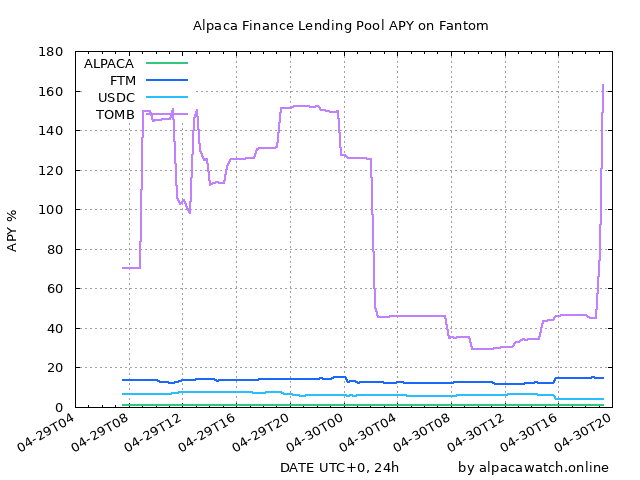 Alpaca Finance Lending Pool APY on Fantom
180
160
140
120
100
80
60
40
20
0
APY %
ALPACA
FTM
USDC
TOMB
04-29T04
04-29T08
04-29T12
04-29T16
04-29T20
04-30T00
04-30T04
04-30T08
04-30T12
04-30T16
04-30T20
DATE UTC+0, 24h
by alpacawatch.online